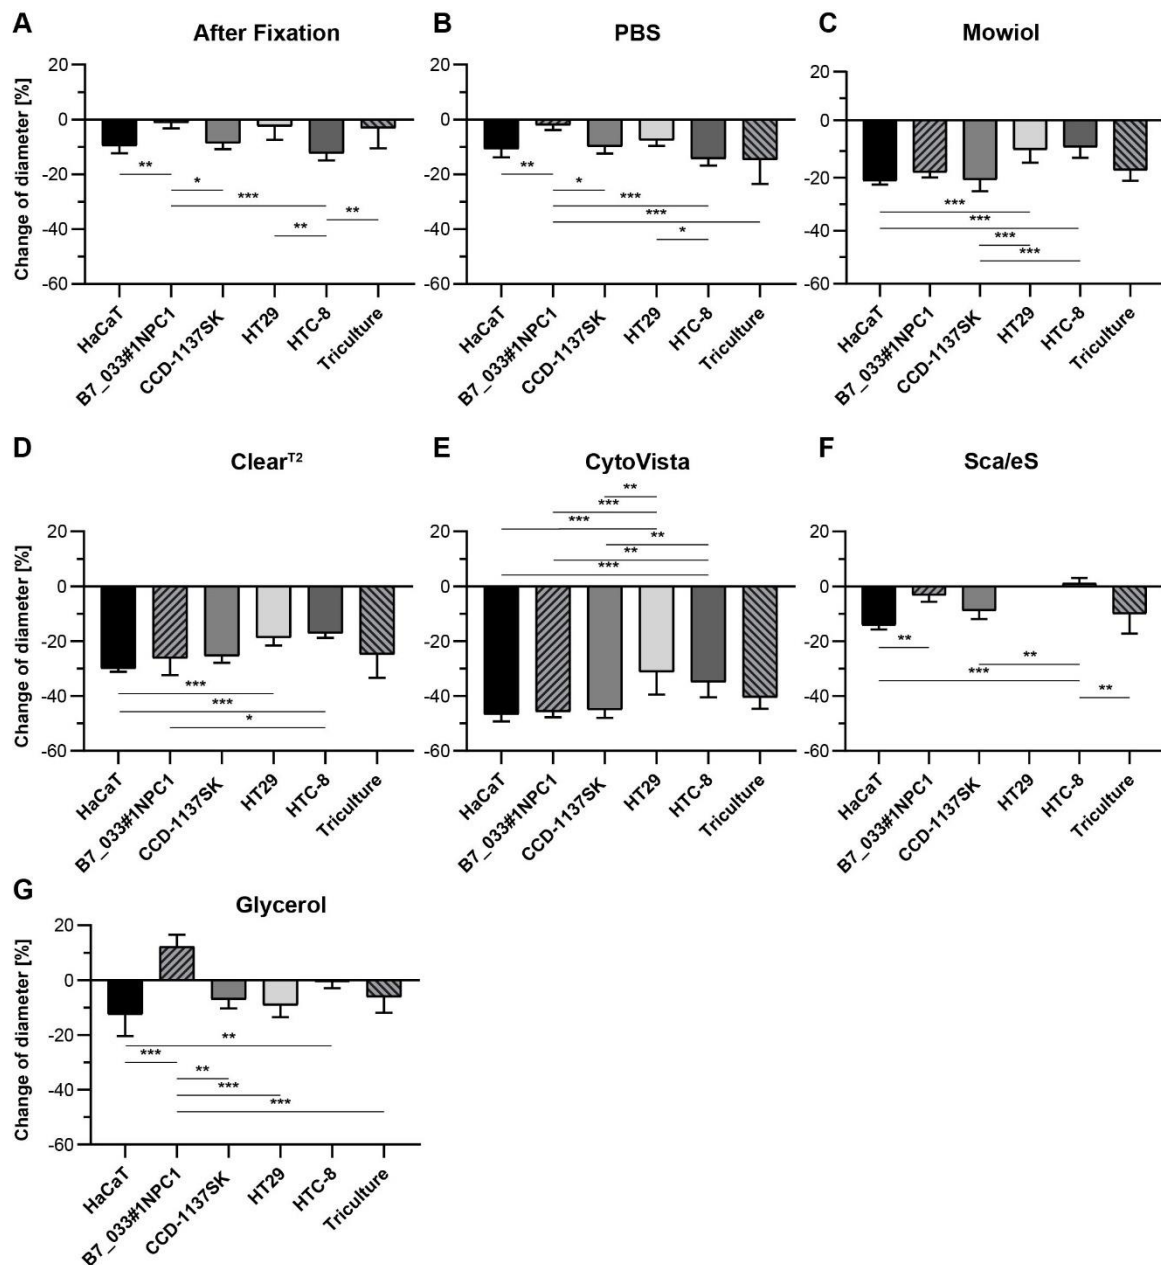 A After Fixation
Change of diameter [%]
20
0
-20
-40
-60
**
*
***
**
**
HaCaT
B7_033#1NPC1
CCD-1137SK
HT29
HTC-8
Triculture
B PBS
20
0
-20
-40
-60
**
*
***
***
*
HaCaT
B7_033#1NPC1
CCD-1137SK
HT29
HTC-8
Triculture
C Mowiol
20
0
-20
-40
-60
***
***
***
***
HaCaT
B7_033#1NPC1
CCD-1137SK
HT29
HTC-8
Triculture
D Clear^T2
Change of diameter [%]
20
0
-20
-40
-60
***
***
*
HaCaT
B7_033#1NPC1
CCD-1137SK
HT29
HTC-8
Triculture
E CytoVista
**
***
***
**
**
***
20
0
-20
-40
-60
HaCaT
B7_033#1NPC1
CCD-1137SK
HT29
HTC-8
Triculture
F Sca/eS
20
0
-20
-40
-60
**
**
***
**
HaCaT
B7_033#1NPC1
CCD-1137SK
HT29
HTC-8
Triculture
G Glycerol
Change of diameter [%]
20
0
-20
-40
-60
**
***
**
***
***
HaCaT
B7_033#1NPC1
CCD-1137SK
HT29
HTC-8
Triculture